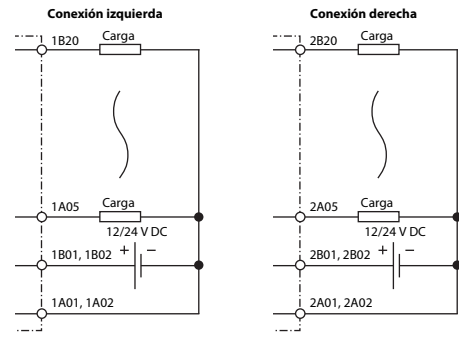 Conexión izquierda
1B20
Carga
1A05
Carga
12/24 V DC
1B01, 1B02
+
–
1A01, 1A02
Conexión derecha
2B20
Carga
2A05
Carga
12/24 V DC
2B01, 2B02
+
–
2A01, 2A02